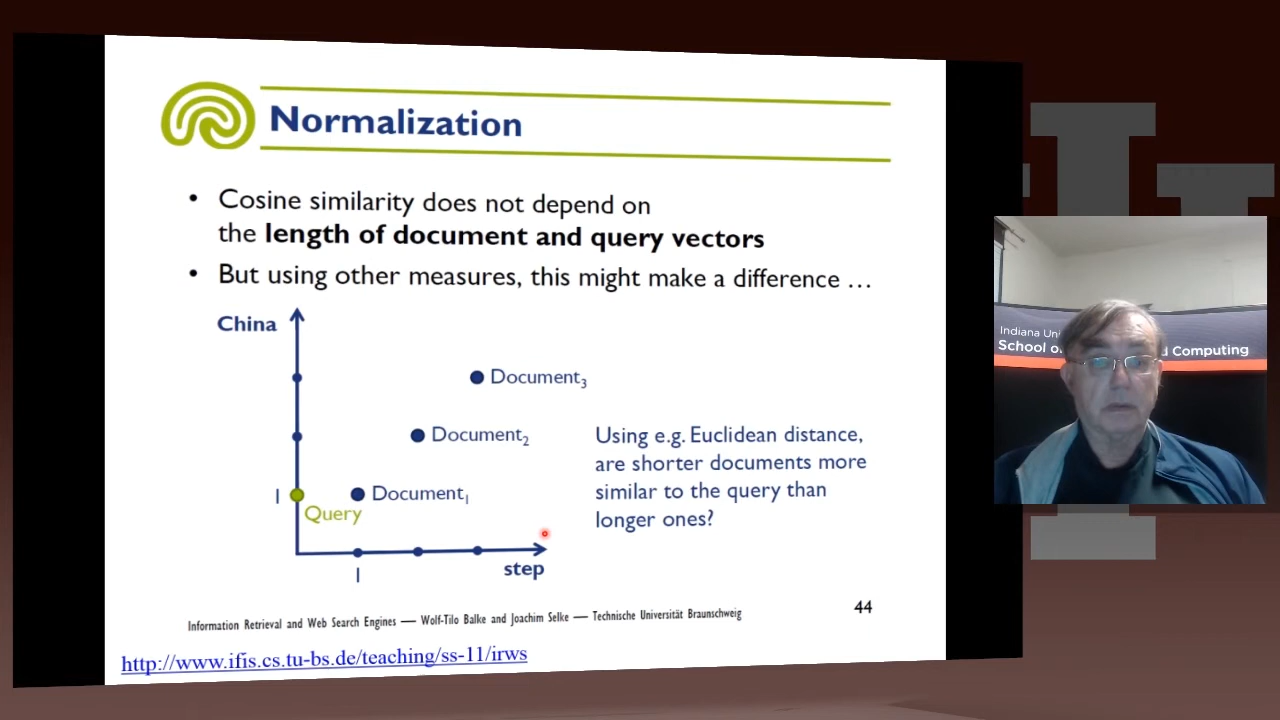 Normalization
• Cosine similarity does not depend on
the length of document and query vectors
• But using other measures, this might make a difference …
China
Document3
Document2
Using e.g. Euclidean distance,
are shorter documents more
similar to the query than
longer ones?
1
Document1
Query
1
step
44
Information Retrieval and Web Search Engines — Wolf-Tilo Balke and Joachim Selke — Technische Universität Braunschweig
http://www.ifis.cs.tu-bs.de/teaching/ss-11/irws
Indiana Uni
School o
d Computing